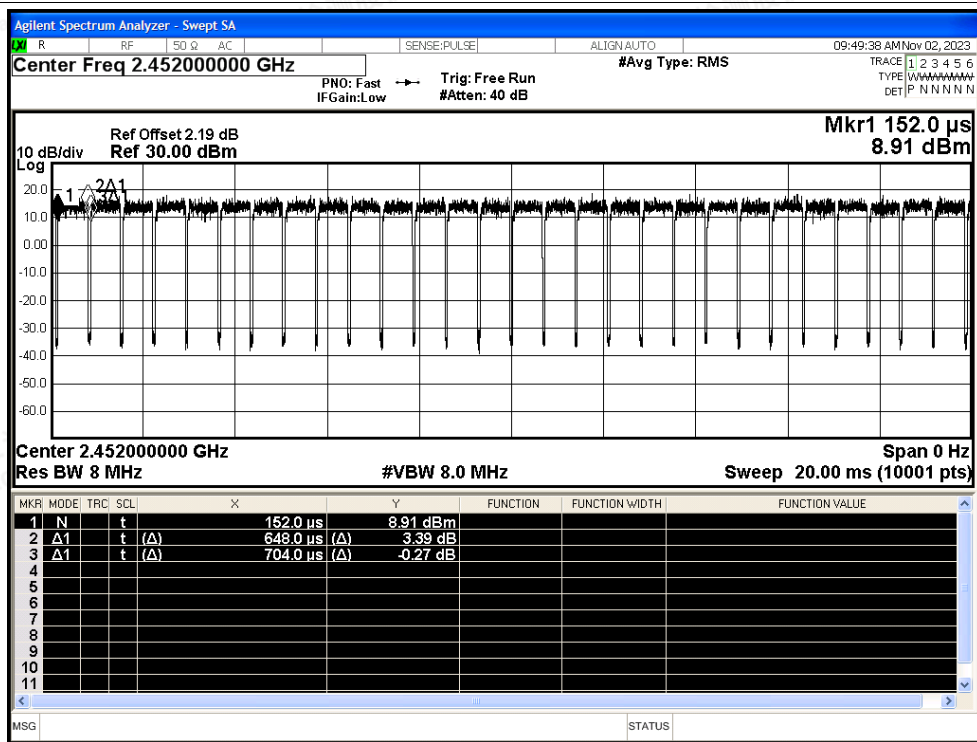 Agilent Spectrum Analyzer - Swept SA
LXI R RF 50 Ω AC SENSE:PULSE ALIGN AUTO 09:49:38 AM Nov 02, 2023
Center Freq 2.452000000 GHz
#Avg Type: RMS
TRACE 1 2 3 4 5 6
PNO: Fast
IFGain:Low
Trig: Free Run
#Atten: 40 dB
TYPE WWWWWW
DET P N N N N N
Mkr1 152.0 µs
8.91 dBm
Ref Offset 2.19 dB
10 dB/div Ref 30.00 dBm
Log
20.0
10.0
0.00
-10.0
-20.0
-30.0
-40.0
-50.0
-60.0
1
2Δ1
3Δ1
Center 2.452000000 GHz Span 0 Hz
Res BW 8 MHz #VBW 8.0 MHz Sweep 20.00 ms (10001 pts)
MKR MODE TRC SCL X Y FUNCTION FUNCTION WIDTH FUNCTION VALUE
1 N t 152.0 µs 8.91 dBm
2 Δ1 t (Δ) 648.0 µs (Δ) 3.39 dB
3 Δ1 t (Δ) 704.0 µs (Δ) -0.27 dB
4
5
6
7
8
9
10
11
MSG STATUS